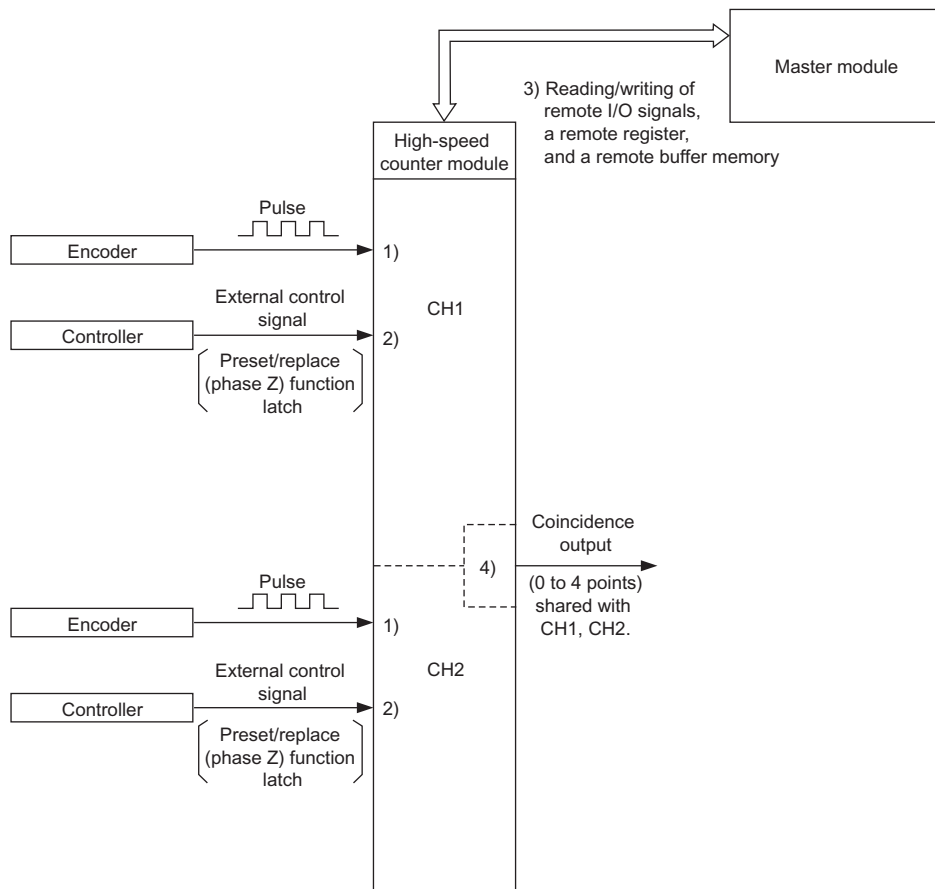 Master module
3) Reading/writing of
remote I/O signals,
a remote register,
and a remote buffer memory
High-speed
counter module
Pulse
Encoder
1)
External control
signal
CH1
Controller
2)
Preset/replace
(phase Z) function
latch
Coincidence
output
4)
(0 to 4 points)
shared with
CH1, CH2.
Pulse
Encoder
1)
External control
signal
CH2
Controller
2)
Preset/replace
(phase Z) function
latch